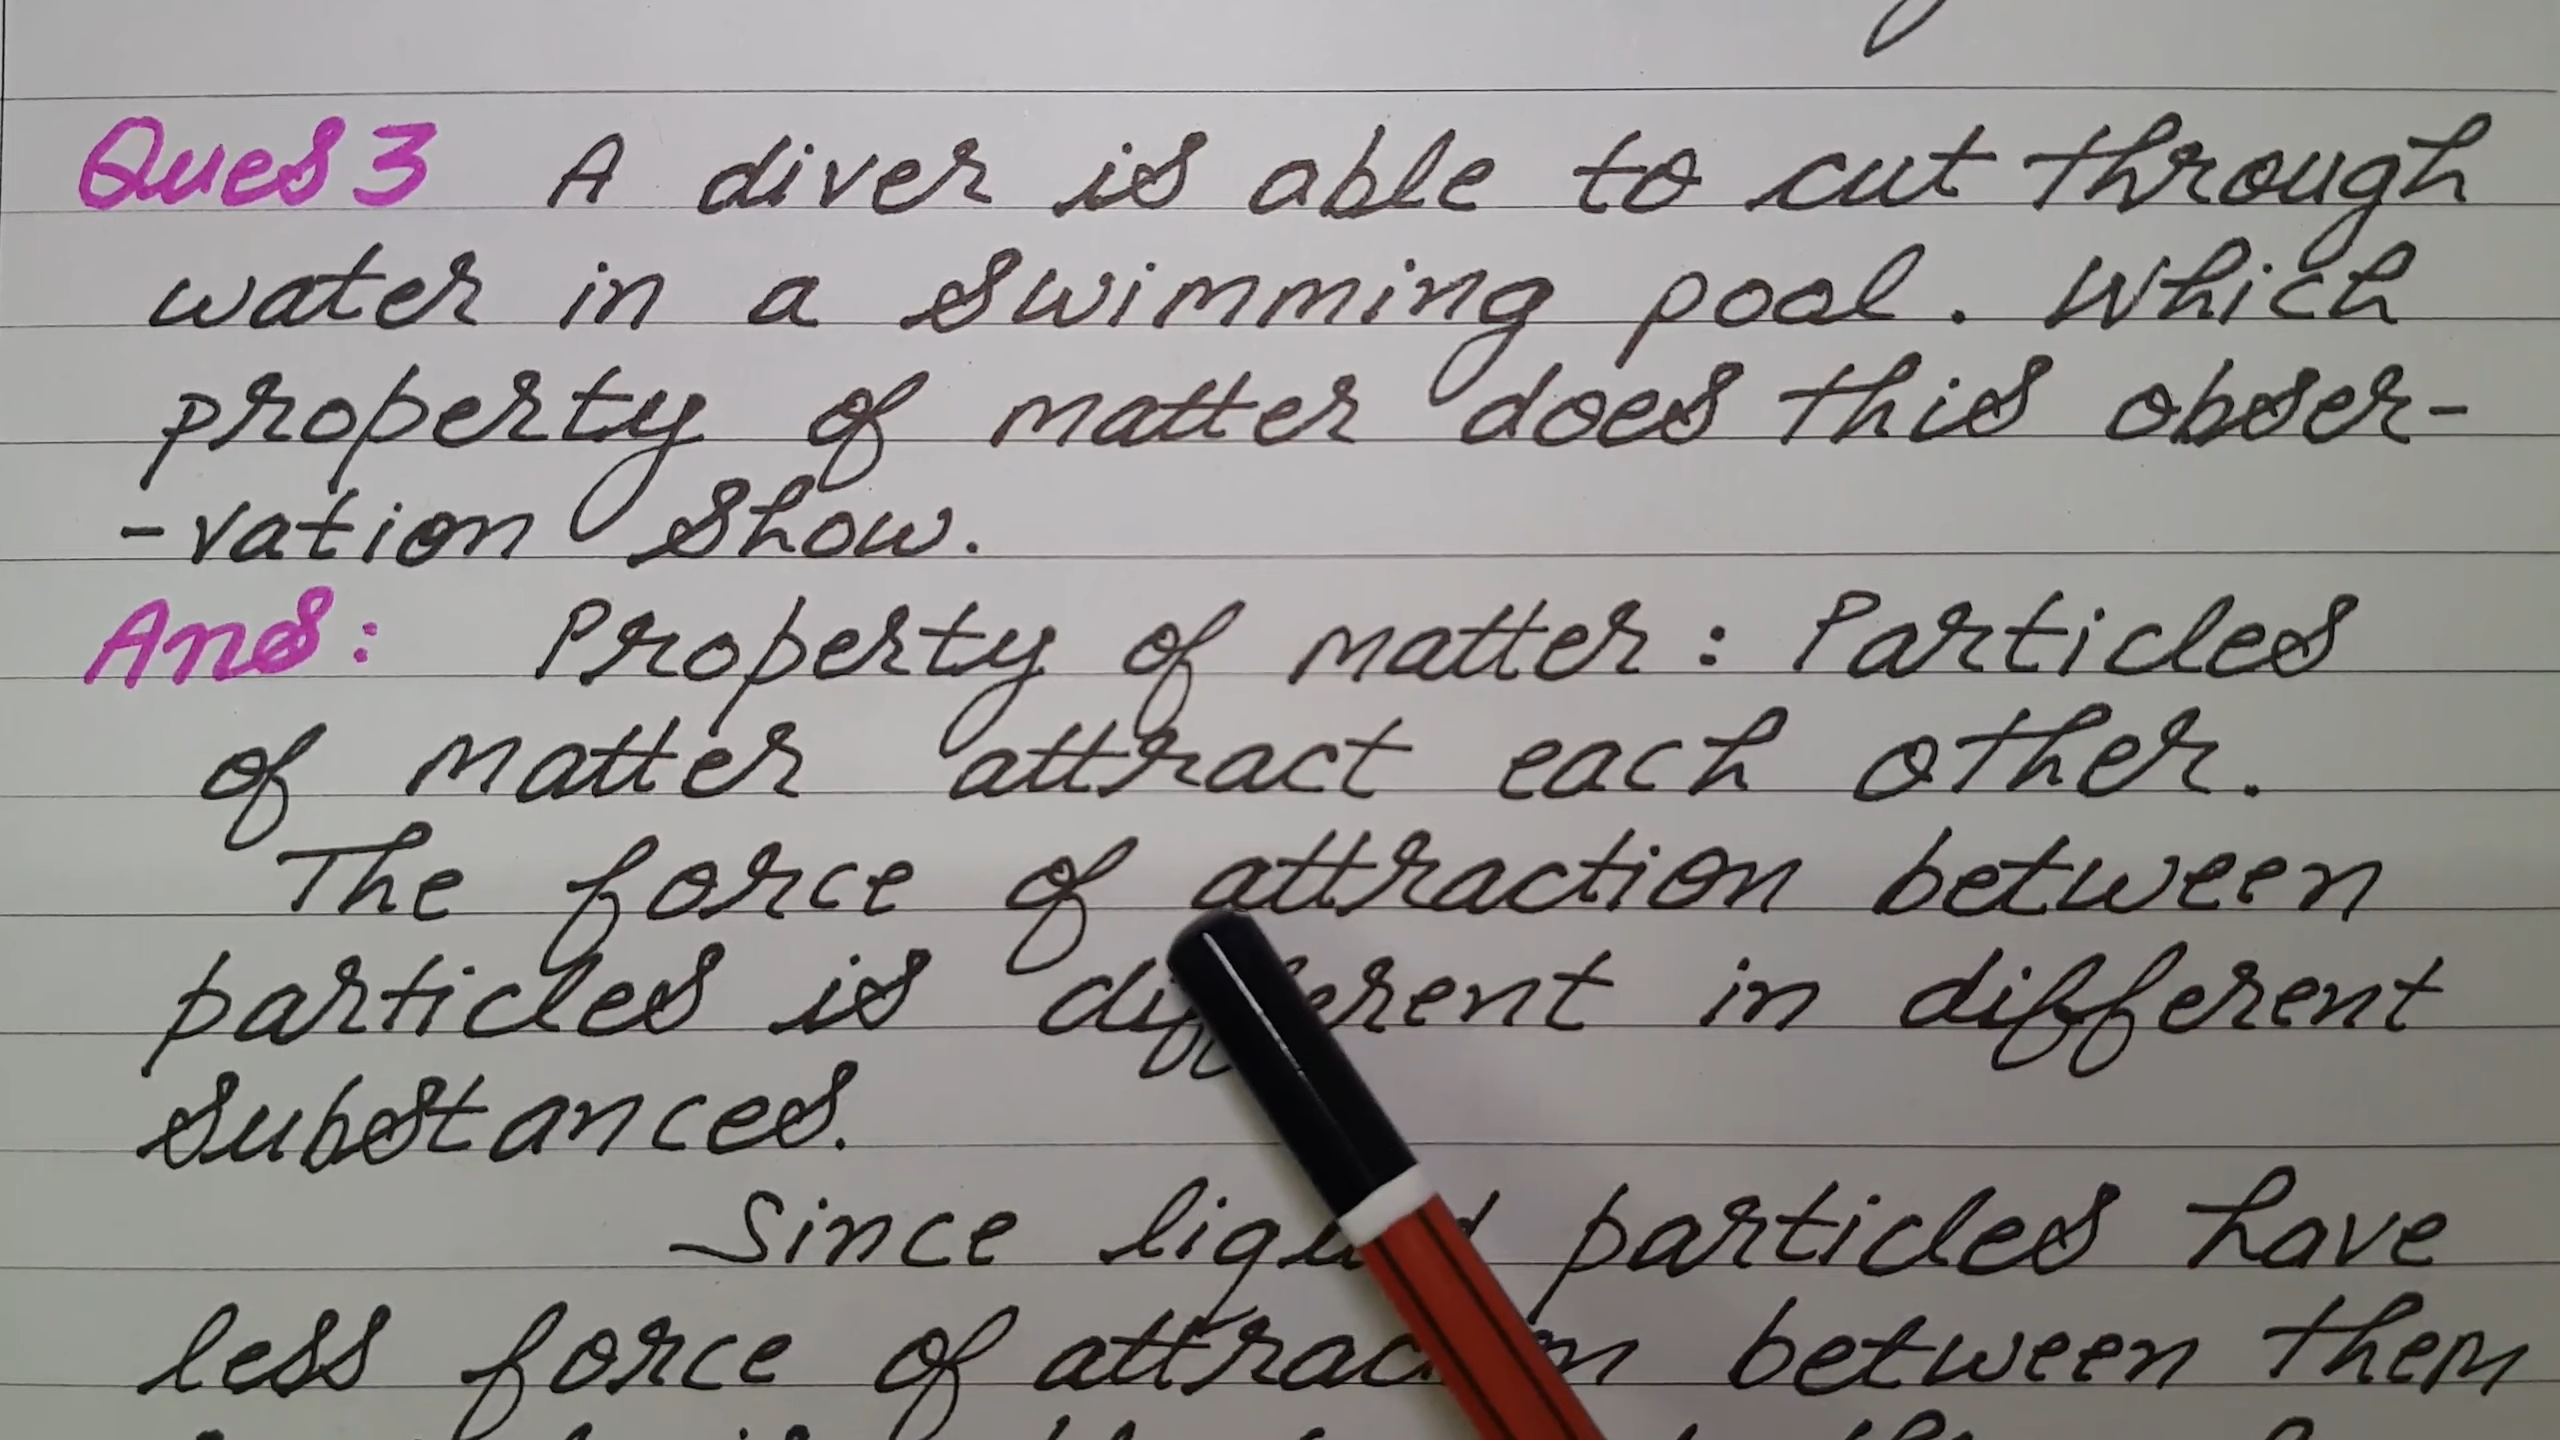 Ques 3 A diver is able to cut through
water in a swimming pool. Which
property of matter does this obser-
-vation show.
Ans: Property of matter: Particles
of matter attract each other.
The force of attraction between
particles is different in different
substances.
Since liquid particles have
less force of attraction between them